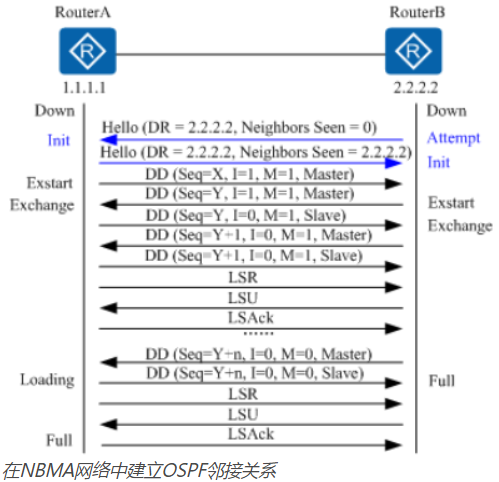 RouterA RouterB
R R
1.1.1.1 2.2.2.2
Down Down
Hello (DR = 2.2.2.2, Neighbors Seen = 0)
Init Attempt
Hello (DR = 2.2.2.2, Neighbors Seen = 2.2.2.2)
Init
DD (Seq=X, I=1, M=1, Master)
Exstart
DD (Seq=Y, I=1, M=1, Master)
Exchange Exstart
DD (Seq=Y, I=0, M=1, Slave)
Exchange
DD (Seq=Y+1, I=0, M=1, Master)
DD (Seq=Y+1, I=0, M=1, Slave)
LSR
LSU
LSAck
······
DD (Seq=Y+n, I=0, M=0, Master)
Loading DD (Seq=Y+n, I=0, M=0, Slave) Full
LSR
LSU
Full LSAck
在NBMA网络中建立OSPF邻接关系